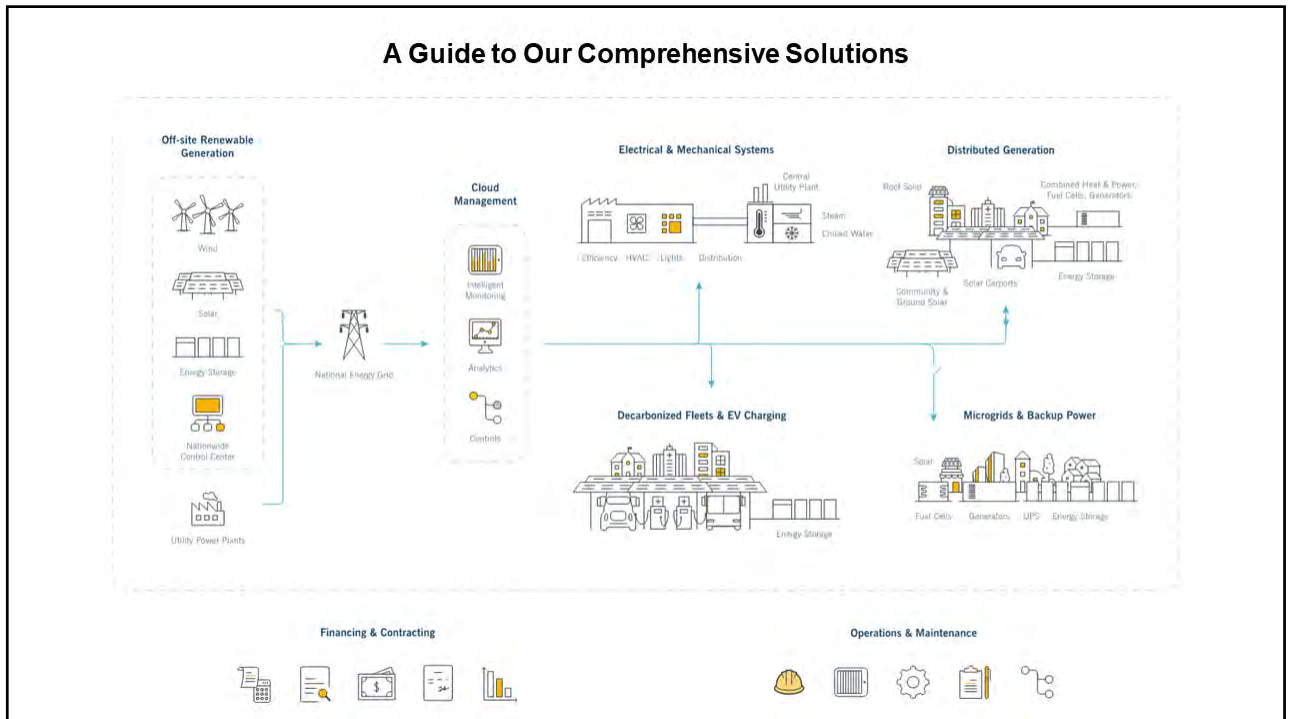 A Guide to Our Comprehensive Solutions
Off-site Renewable
Generation
Wind
Solar
Energy Storage
Nationwide
Control Center
Utility Power Plants
National Energy Grid
Cloud
Management
Intelligent
Monitoring
Analytics
Controls
Electrical & Mechanical Systems
Central
Utility Plant
Steam
Chilled Water
Efficiency HVAC Lights Distribution
Distributed Generation
Roof Solar
Combined Heat & Power,
Fuel Cells, Generators
Energy Storage
Solar Carports
Community &
Ground Solar
Decarbonized Fleets & EV Charging
Energy Storage
Microgrids & Backup Power
Solar
Fuel Cells Generators UPS Energy Storage
Financing & Contracting
$
Operations & Maintenance